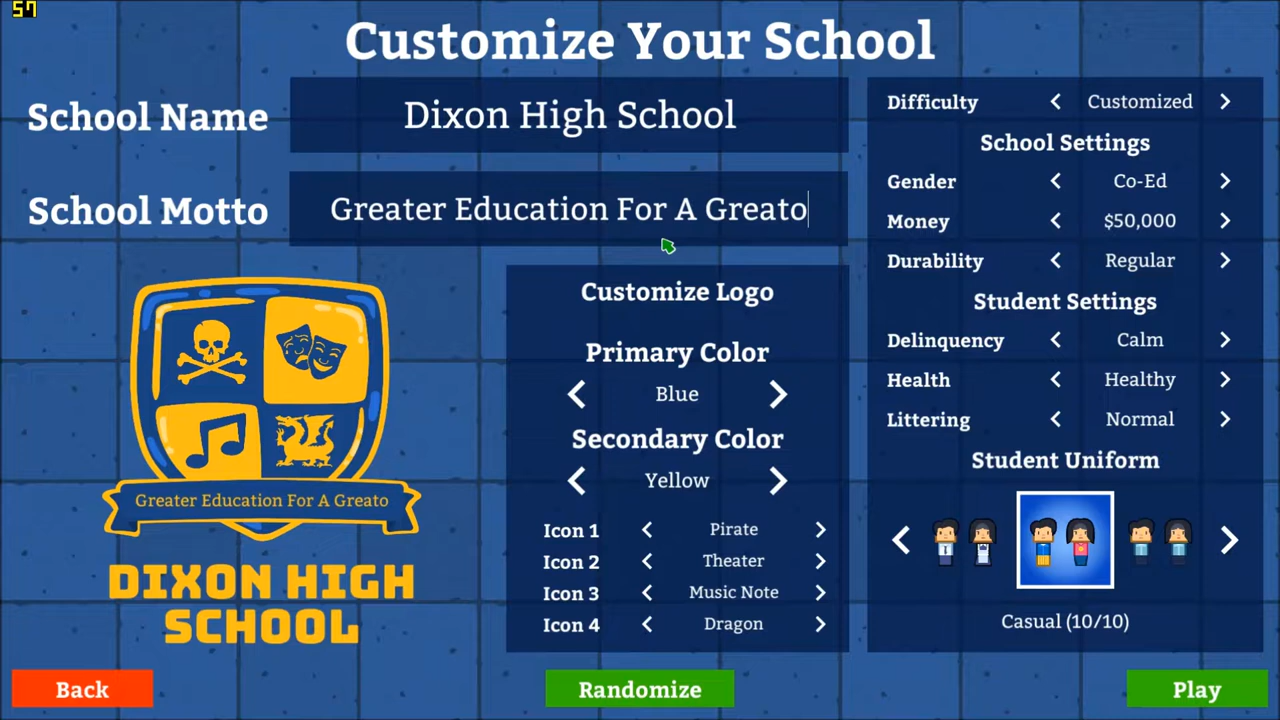 57
Customize Your School
School Name
Dixon High School
School Motto
Greater Education For A Greato
Greater Education For A Greato
DIXON HIGH
SCHOOL
Customize Logo
Primary Color
Blue
Secondary Color
Yellow
Icon 1 Pirate
Icon 2 Theater
Icon 3 Music Note
Icon 4 Dragon
Difficulty Customized
School Settings
Gender Co-Ed
Money $50,000
Durability Regular
Student Settings
Delinquency Calm
Health Healthy
Littering Normal
Student Uniform
Casual (10/10)
Back
Randomize
Play